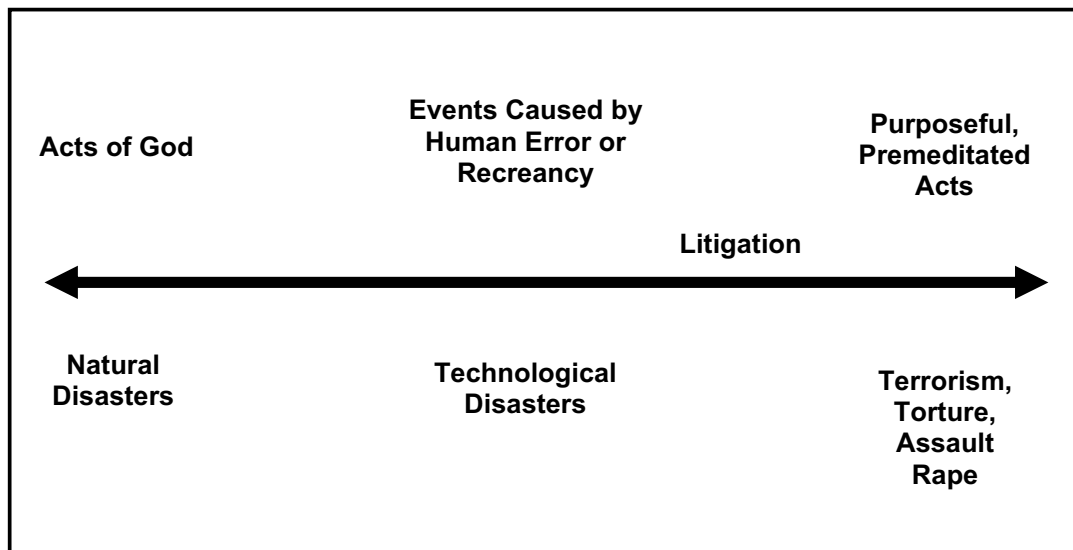 Acts of God
Events Caused by
Human Error or
Recreancy
Purposeful,
Premeditated
Acts
Litigation
Natural
Disasters
Technological
Disasters
Terrorism,
Torture,
Assault
Rape